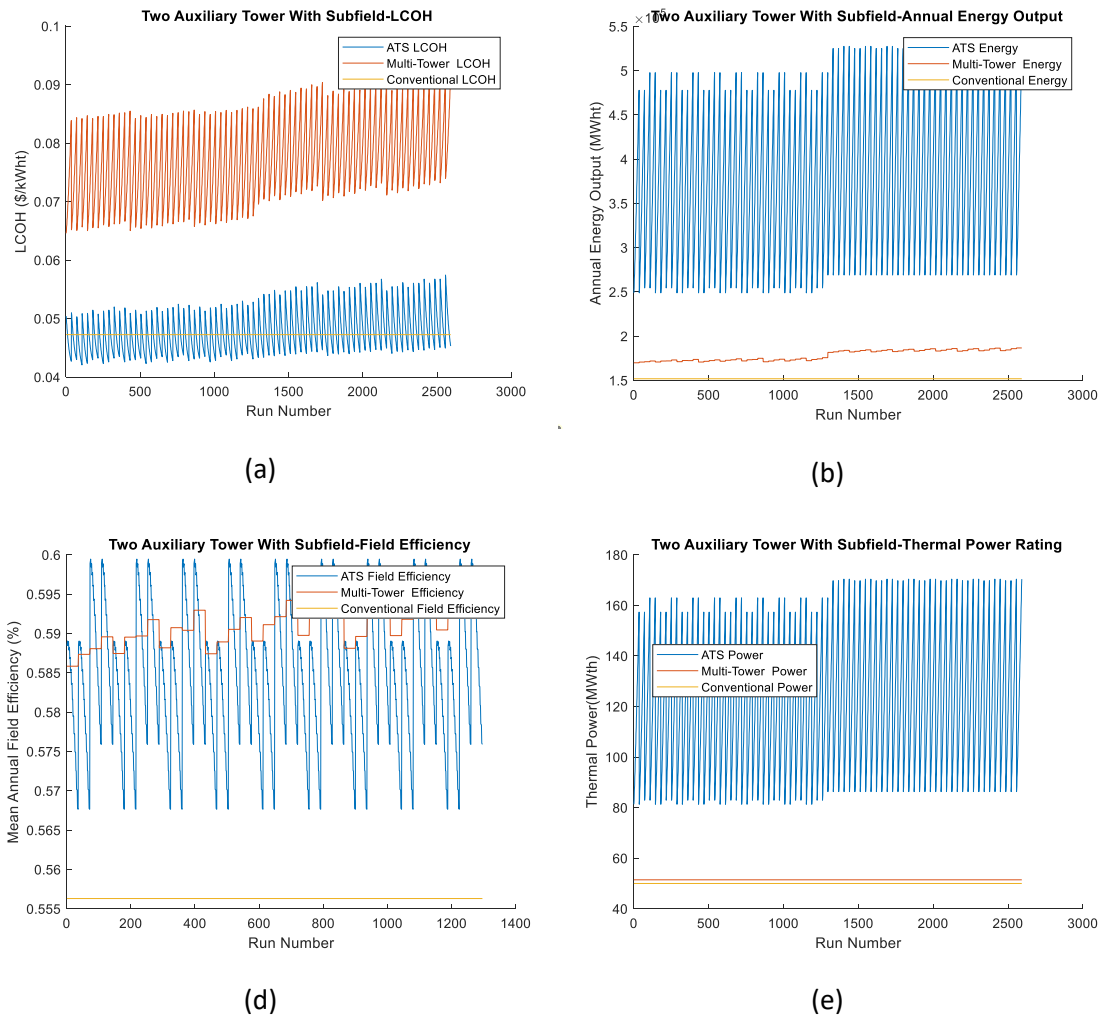 Two Auxiliary Tower With Subfield-LCOH
0.1
0.09
0.08
0.07
0.06
0.05
0.04
LCOH ($/kWht)
ATS LCOH
Multi-Tower LCOH
Conventional LCOH
0
500
1000
1500
2000
2500
3000
Run Number
(a)
Two Auxiliary Tower With Subfield-Annual Energy Output
×10⁵
5.5
5
4.5
4
3.5
3
2.5
2
1.5
Annual Energy Output (MWht)
ATS Energy
Multi-Tower Energy
Conventional Energy
0
500
1000
1500
2000
2500
3000
Run Number
(b)
Two Auxiliary Tower With Subfield-Field Efficiency
0.6
0.595
0.59
0.585
0.58
0.575
0.57
0.565
0.56
0.555
Mean Annual Field Efficiency (%)
ATS Field Efficiency
Multi-Tower Efficiency
Conventional Field Efficiency
0
200
400
600
800
1000
1200
1400
Run Number
(d)
Two Auxiliary Tower With Subfield-Thermal Power Rating
180
160
140
120
100
80
60
40
Thermal Power(MWth)
ATS Power
Multi-Tower Power
Conventional Power
0
500
1000
1500
2000
2500
3000
Run Number
(e)